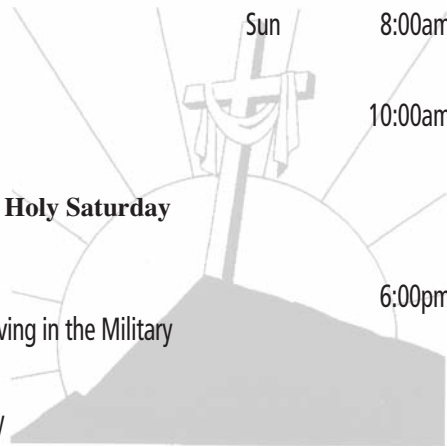 Sun 8:00am
10:00am
Holy Saturday
6:00pm
ving in the Military